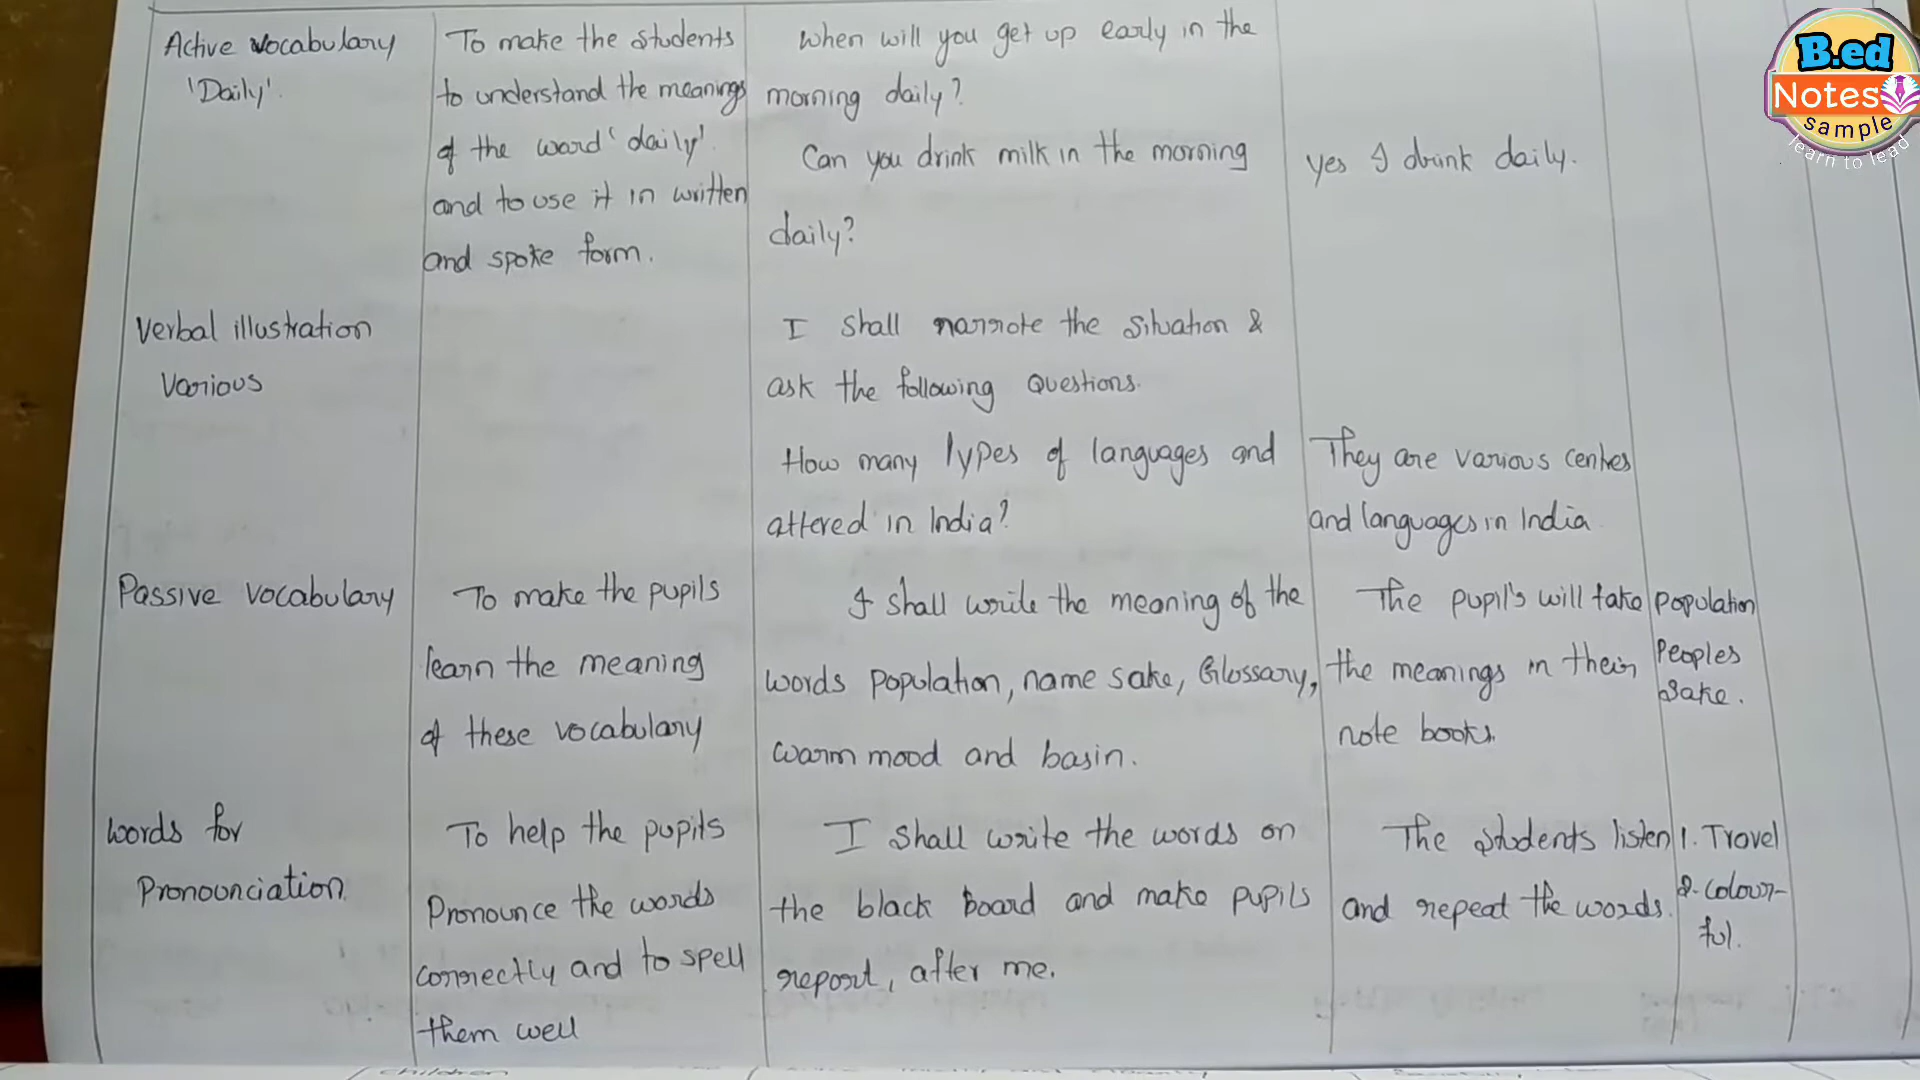 Active vocabulary
'Daily'.
To make the students
to understand the meanings
of the word 'daily'
and to use it in written
and spoke form.
When will you get up early in the
morning daily?
Can you drink milk in the morning
daily?
yes I drink daily.
Verbal illustration
Various
I shall narrote the situation &
ask the following Questions.
How many types of languages and
attered in India?
They are various centres
and languages in India
Passive vocabulary
To make the pupils
learn the meaning
of these vocabulary
I shall write the meaning of the
words population, name sake, Glossary,
warm mood and basin.
The pupil's will take
the meanings in their
note books.
Population
Peoples
Sake.
Words for
Pronounciation
To help the pupils
Pronounce the words
correctly and to spell
them well
I shall write the words on
the black board and make pupils
report, after me.
The students listen
and repeat the words.
1. Travel
2. Colour-
ful.
B.ed
Notes
sample
learn to lead
children